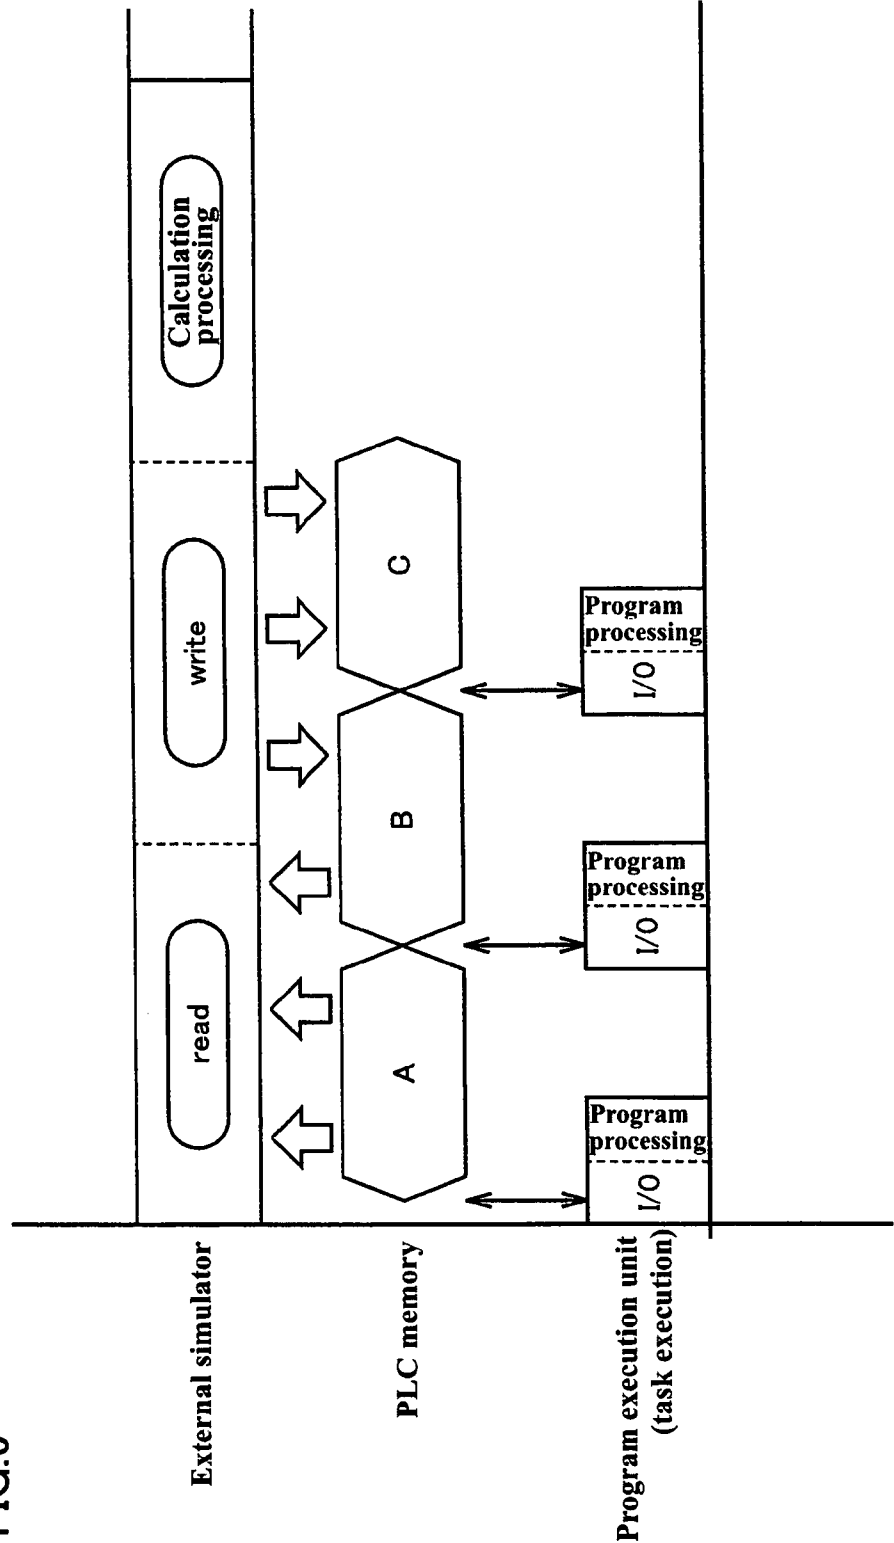 External simulator
read
write
Calculation
processing
PLC memory
A
B
C
Program execution unit
(task execution)
I/O
Program
processing
I/O
Program
processing
I/O
Program
processing